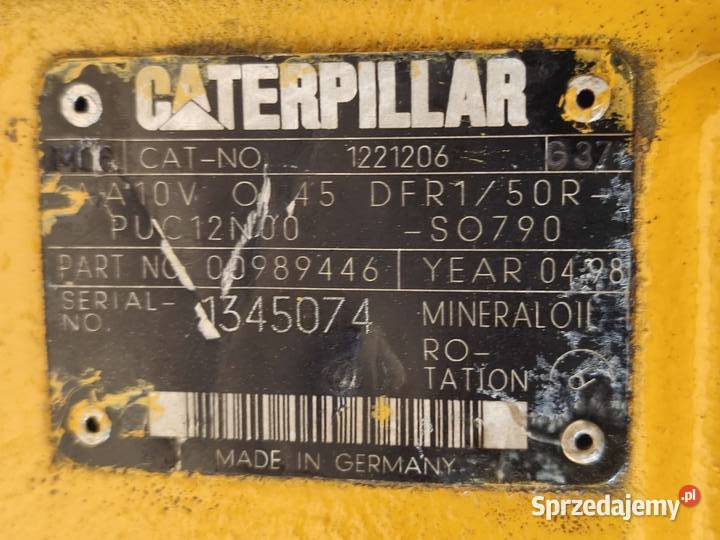 CATERPILLAR
CAT-NO. 1221206 G37
AA10V O 45 DFR1/50R-
PUC12N00 -SO790
PART NO. 00989446 YEAR 04.98
SERIAL-NO. 1345074 MINERALOIL
RO-
TATION
MADE IN GERMANY
Sprzedajemy.pl